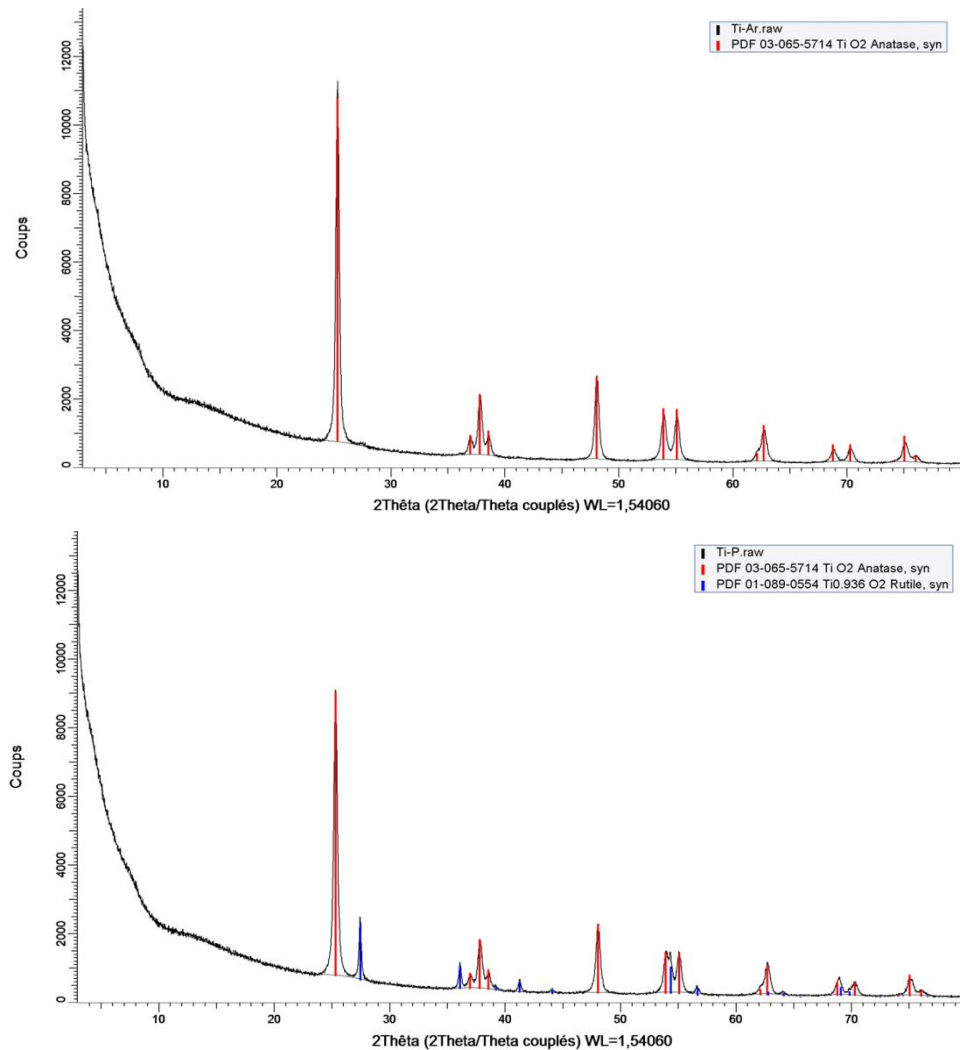 Ti-Ar.raw
PDF 03-065-5714 Ti O2 Anatase, syn
Coups
12000
10000
8000
6000
4000
2000
0
10 20 30 40 50 60 70
2Thêta (2Theta/Theta couplés) WL=1,54060
Ti-P.raw
PDF 03-065-5714 Ti O2 Anatase, syn
PDF 01-089-0554 Ti0.936 O2 Rutile, syn
Coups
12000
10000
8000
6000
4000
2000
0
10 20 30 40 50 60 70
2Thêta (2Theta/Theta couplés) WL=1,54060